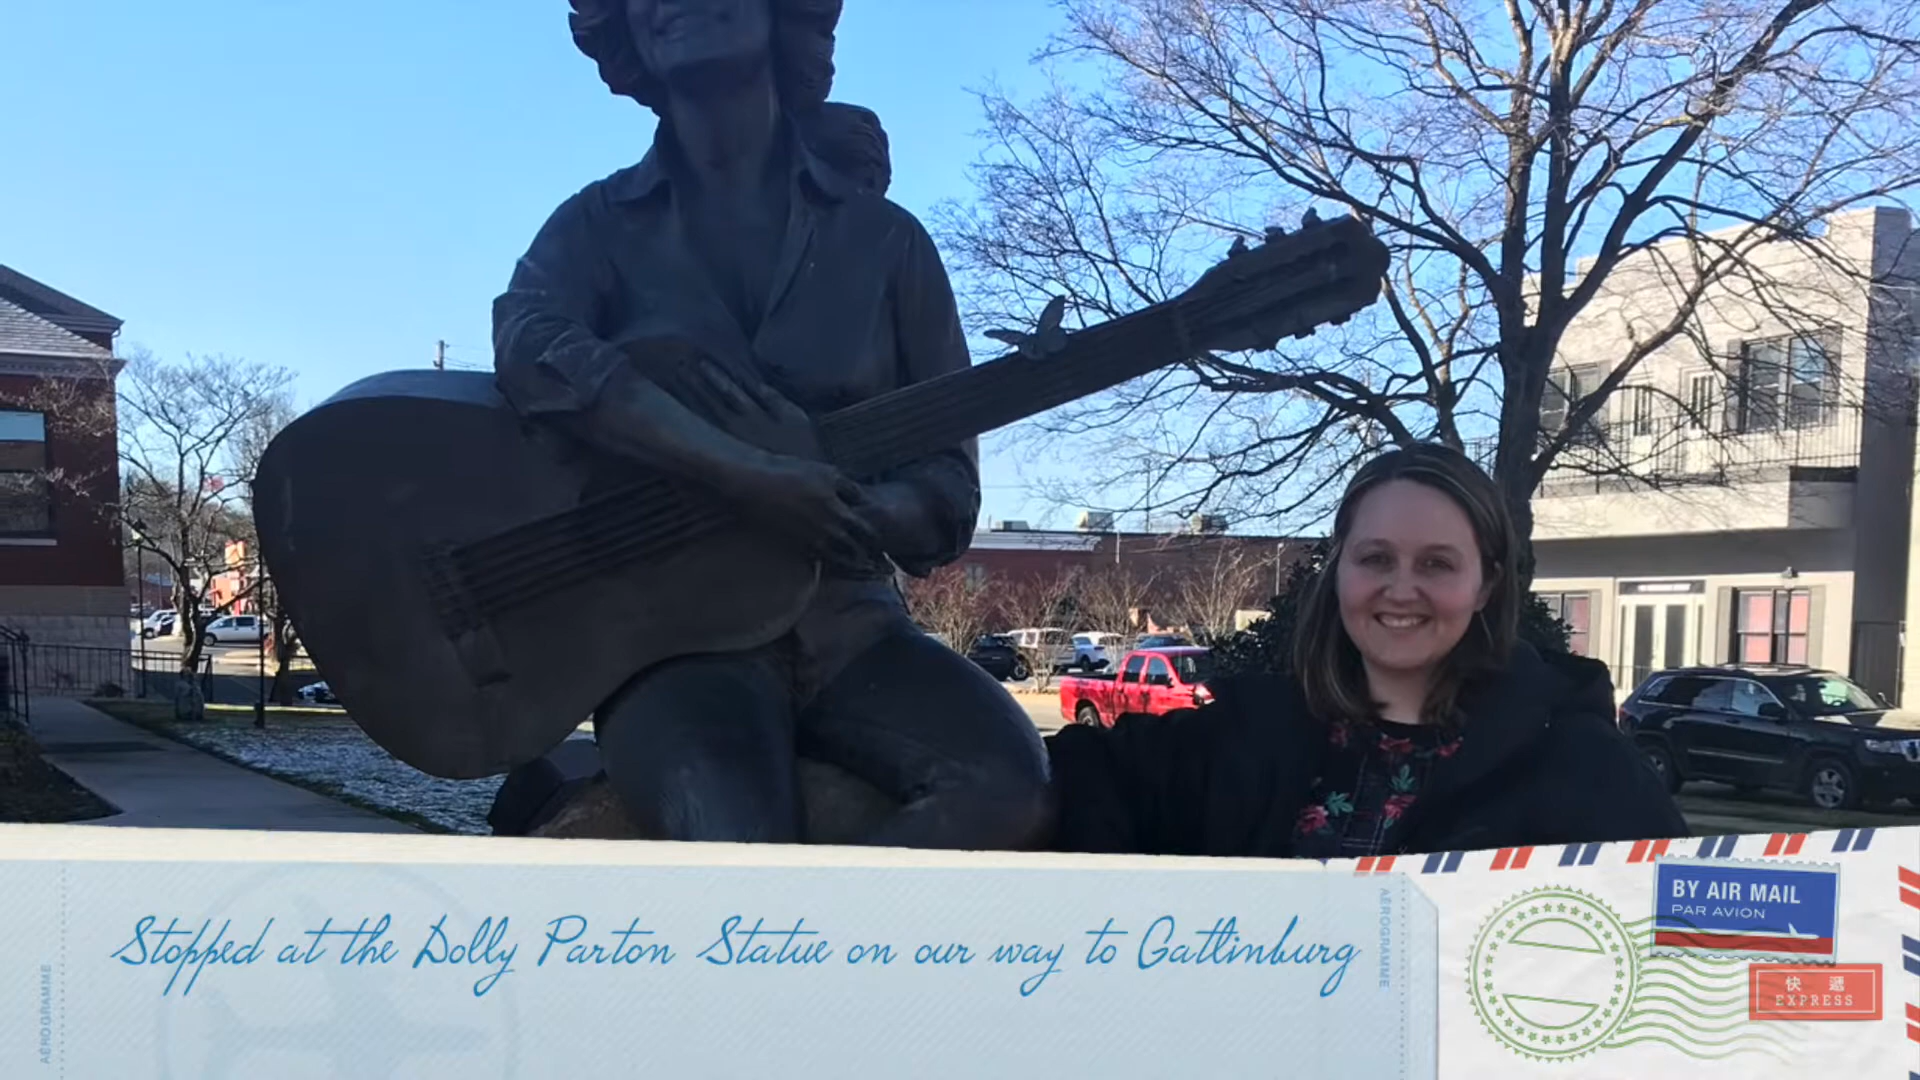 Stopped at the Dolly Parton Statue on our way to Gatlinburg
AÉROGRAMME
AÉROGRAMME
BY AIR MAIL
PAR AVION
快 遞
EXPRESS